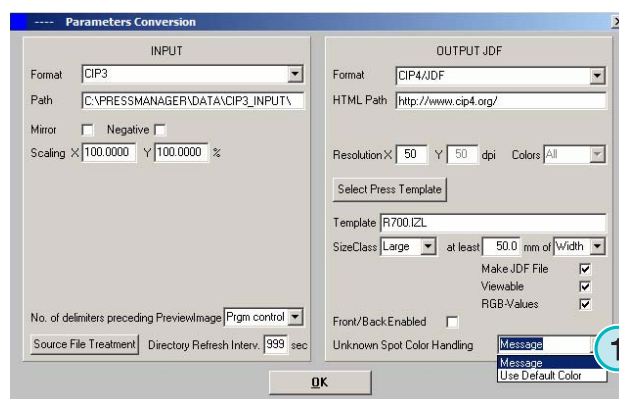 ---- Parameters Conversion
INPUT
Format CIP3
Path C:\PRESSMANAGER\DATA\CIP3_INPUT\
Mirror Negative
Scaling X 100.0000 Y 100.0000 %
No. of delimiters preceding PreviewImage Prgm control
Source File Treatment Directory Refresh Interv. 999 sec
OUTPUT JDF
Format CIP4/JDF
HTML Path http://www.cip4.org/
Resolution X 50 Y 50 dpi Colors All
Select Press Template
Template R700.IZL
SizeClass Large at least 50.0 mm of Width
Make JDF File
Viewable
RGB-Values
Front/Back Enabled
Unknown Spot Color Handling Message
Message
Use Default Color
1
OK